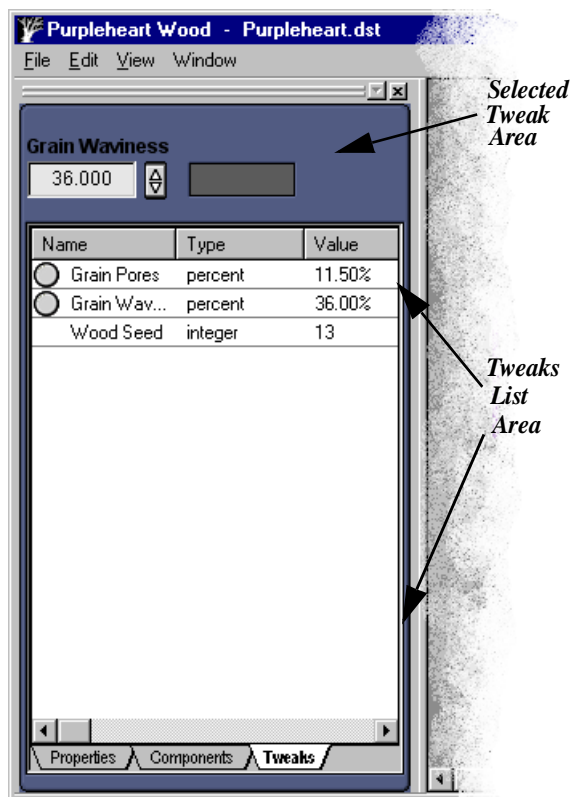 Purpleheart Wood - Purpleheart.dst
File Edit View Window
Selected
Tweak
Area
Grain Waviness
36.000
Name Type Value
Grain Pores percent 11.50%
Grain Wav... percent 36.00%
Wood Seed integer 13
Tweaks
List
Area
Properties Components Tweaks